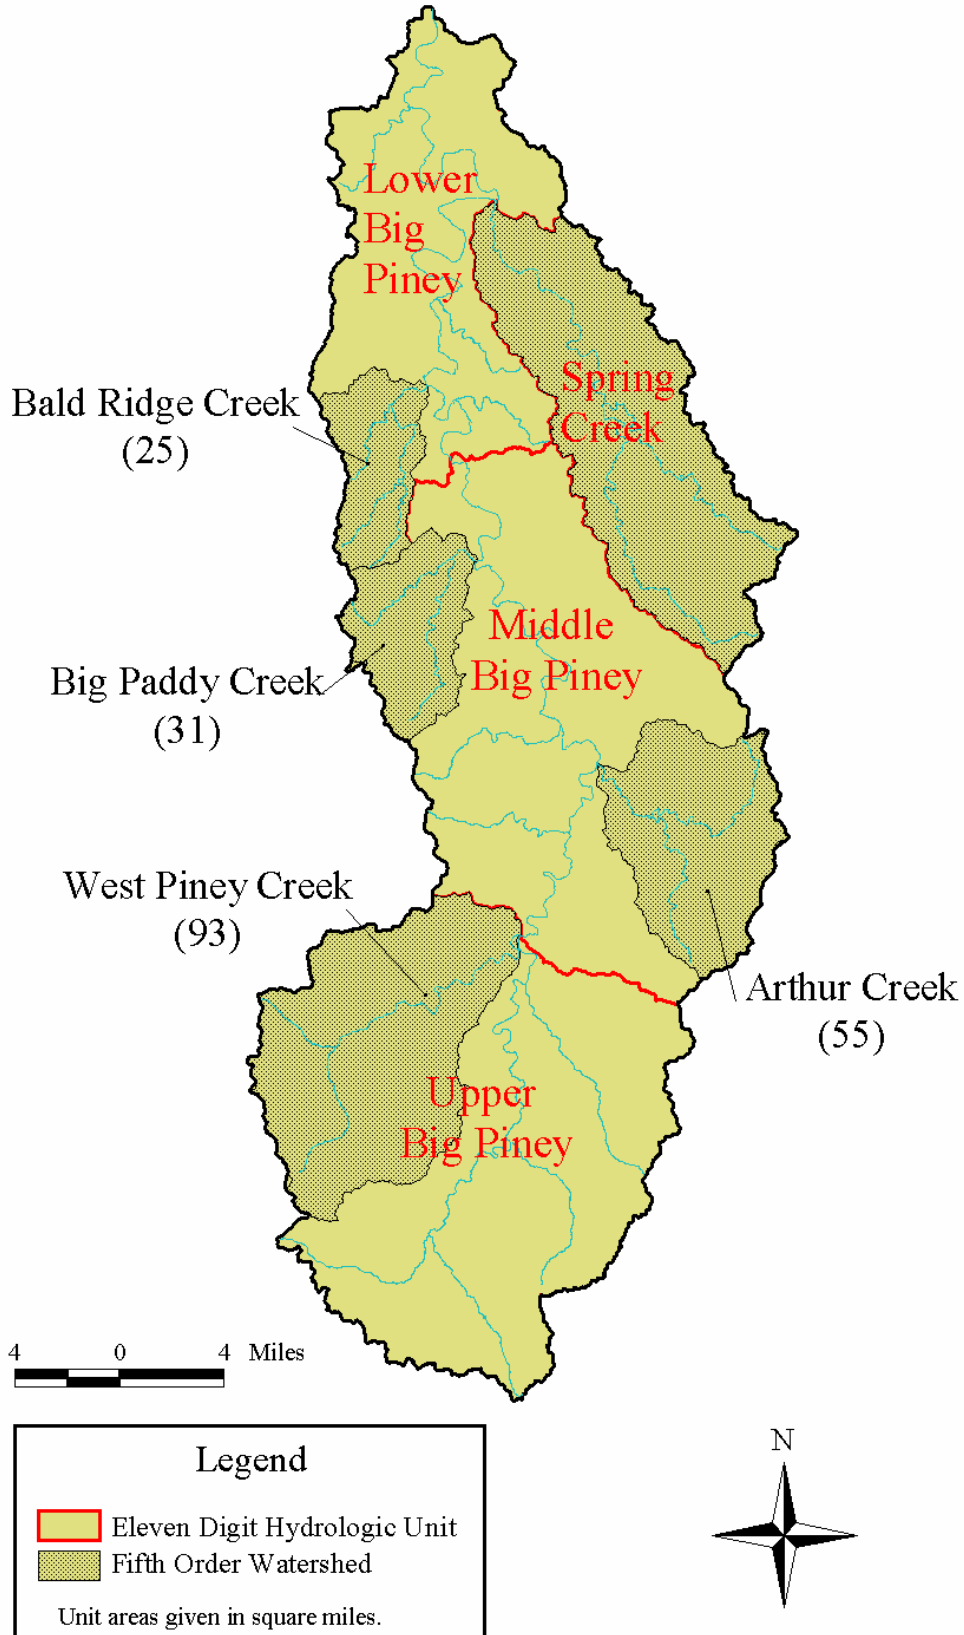 Lower
Big
Piney
Spring
Creek
Bald Ridge Creek
(25)
Middle
Big Piney
Big Paddy Creek
(31)
West Piney Creek
(93)
Arthur Creek
(55)
Upper
Big Piney
4 0 4 Miles
Legend
Eleven Digit Hydrologic Unit
Fifth Order Watershed
Unit areas given in square miles.
N